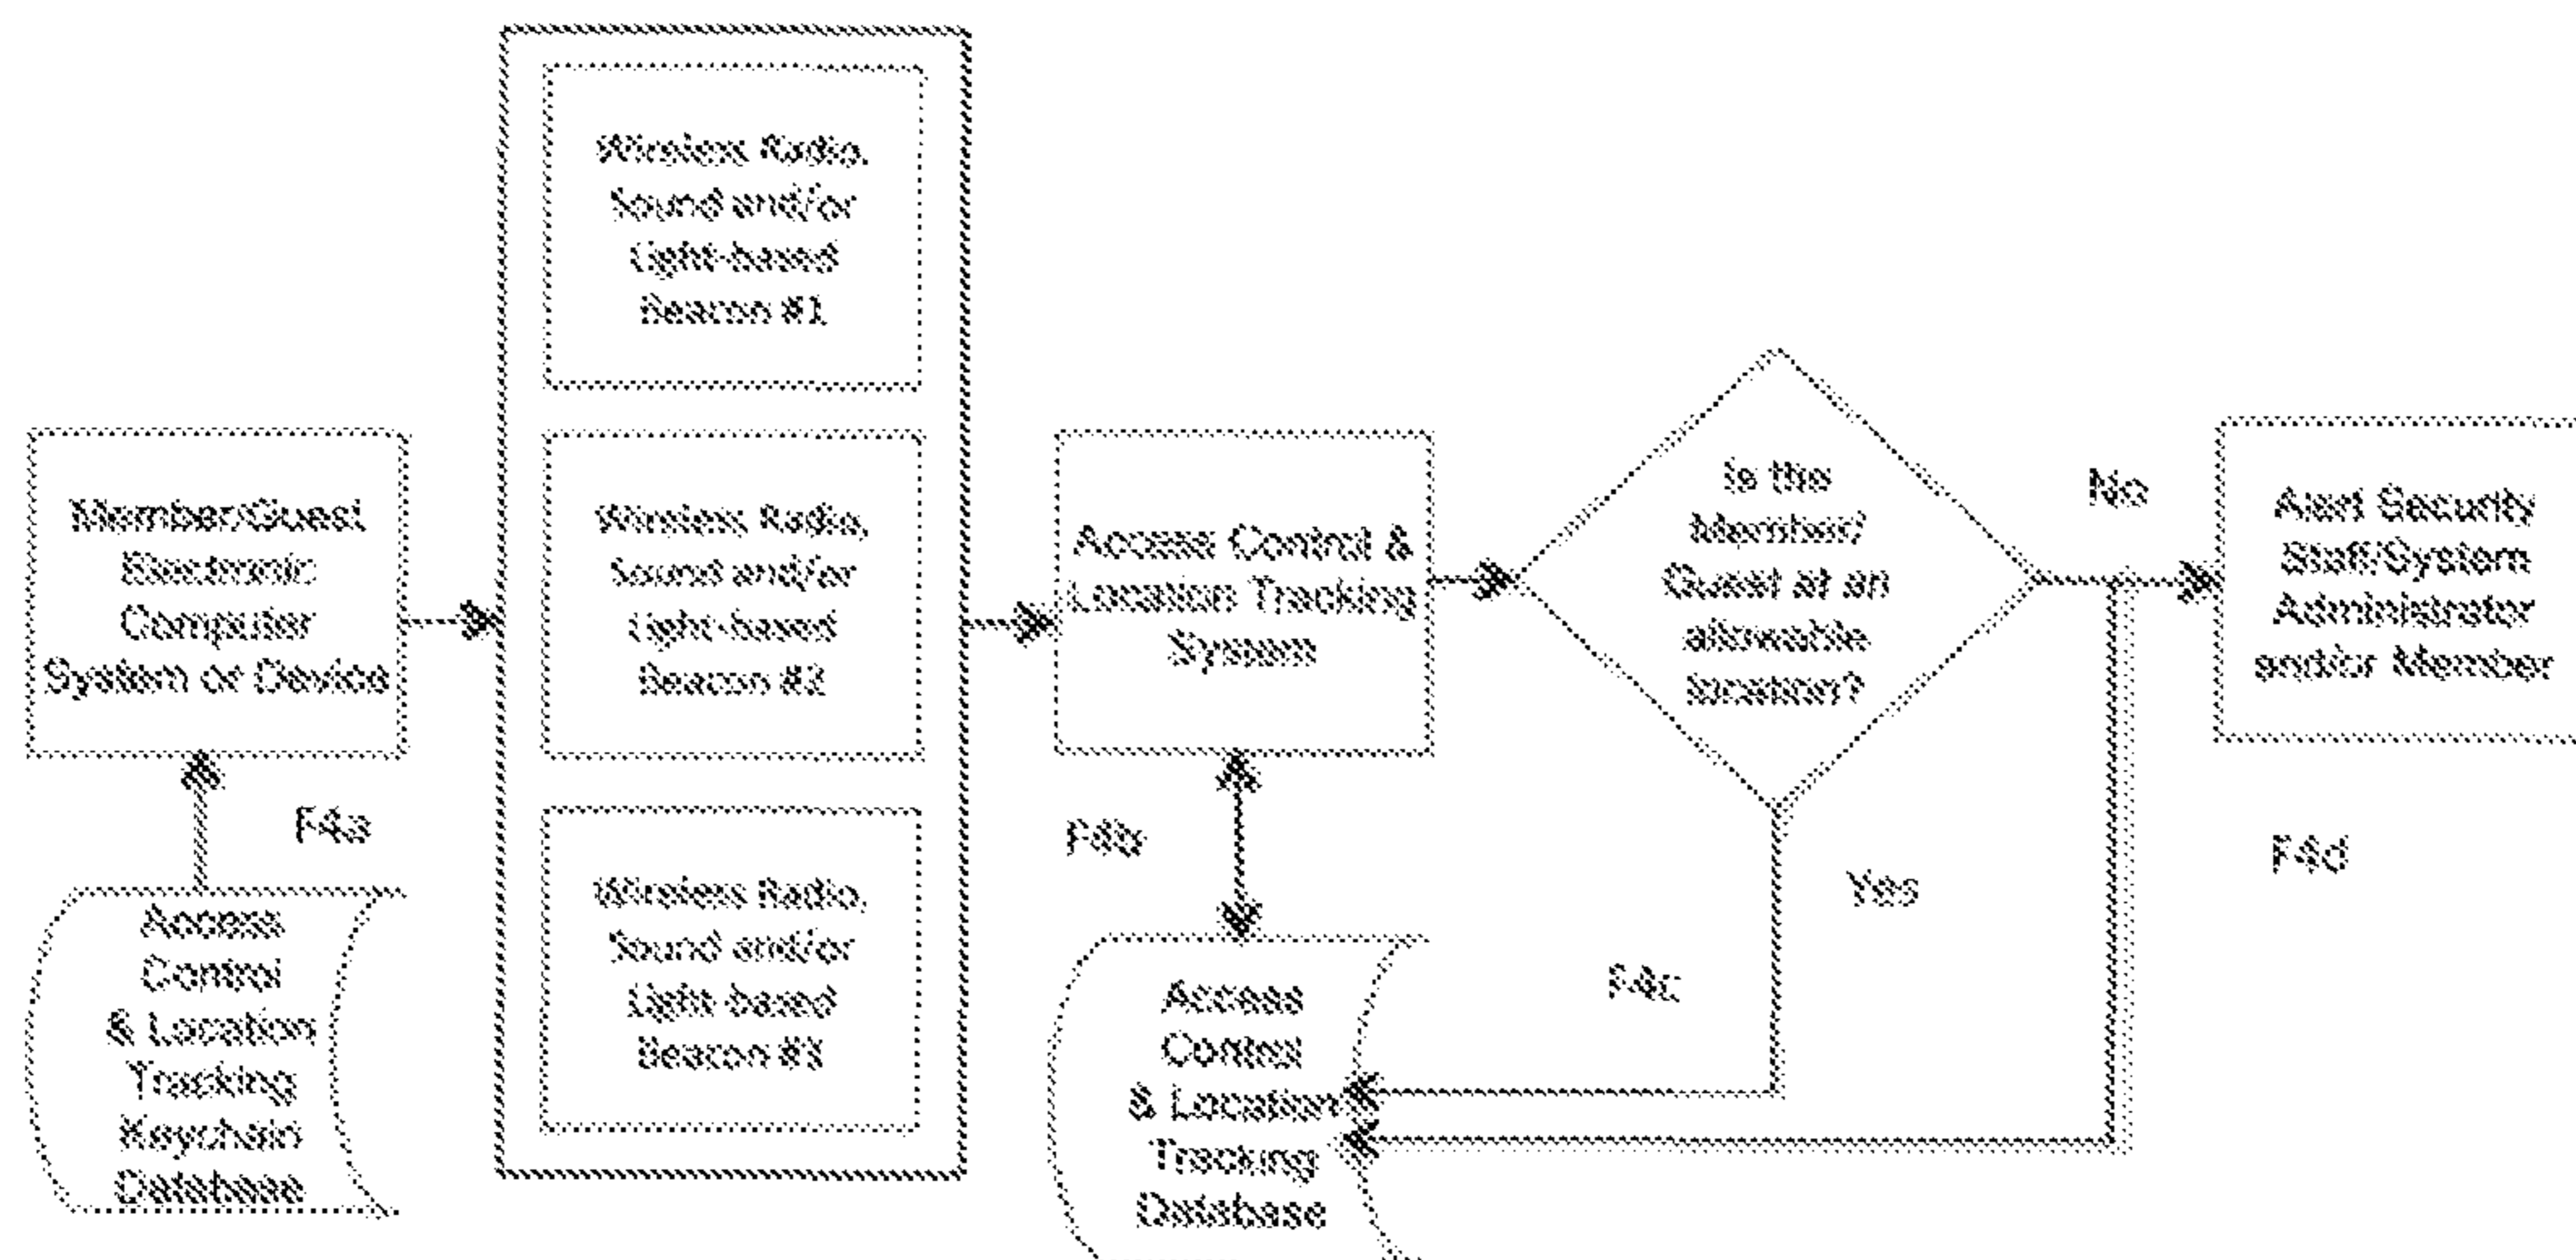 Wireless Radio,
Sound and/or
Light-based
Beacon #1
Member/Guest
Electronic
Computer
System or Device
Wireless Radio,
Sound and/or
Light-based
Beacon #2
Access Control &
Location Tracking
System
Is the
Member/
Guest at an
allowable
location?
No
Alert Security
Staff/System
Administrator
and/or Member
F4a
F4b
Yes
F4d
Wireless Radio,
Sound and/or
Light-based
Beacon #3
Access
Control
& Location
Tracking
Keychain
Database
F4c
Access
Control
& Location
Tracking
Database